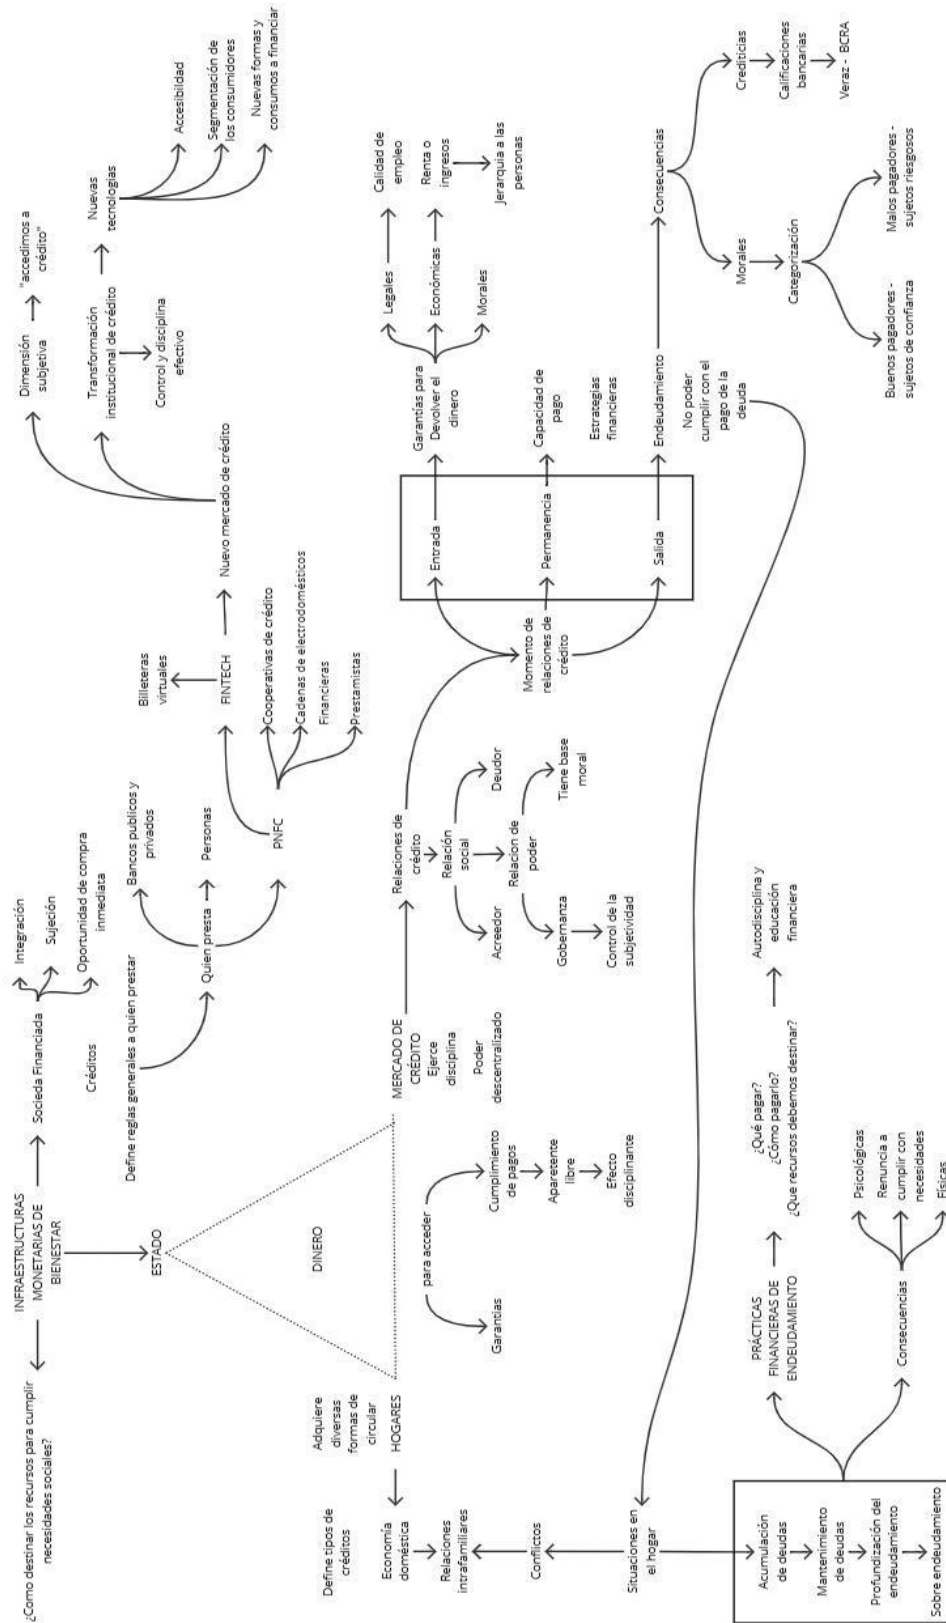 ¿Como destinar los recursos para cumplir
necesidades sociales?
INFRAESTRUCTURAS
MONETARIAS DE
BIENESTAR
Socieda Financiada
Integración
Sujeción
Oportunidad de compra
inmediata
Créditos
Define reglas generales a quien prestar
Quien presta
Bancos publicos y
privados
Personas
PNFC
Billeteras
virtuales
FINTECH
Cooperativas de crédito
Cadenas de electrodomésticos
Financieras
Prestamistas
Nuevo mercado de crédito
Dimensión
subjetiva
"accedimos a
crédito"
Transformación
institucional de crédito
Control y disciplina
efectivo
Nuevas
tecnologias
Accesibildad
Segmentación de
los consumidores
Nuevas formas y
consumos a financiar
ESTADO
DINERO
Adquiere
diversas
formas de
circular
HOGARES
Define tipos de
créditos
Economía
doméstica
Relaciones
intrafamiliares
Conflictos
Situaciones en
el hogar
para acceder
Garantias
Cumplimiento
de pagos
Aparetente
libre
Efecto
disciplinante
MERCADO DE
CRÉDITO
Ejerce
disciplina
Poder
descentralizado
Relaciones de
crédito
Relación
social
Acreedor
Deudor
Relacion de
poder
Gobernanza
Tiene base
moral
Control de la
subjetividad
Momento de
relaciones de
crédito
Entrada
Permanencia
Salida
Garantías para
Devolver el
dinero
Legales
Económicas
Morales
Calidad de
empleo
Renta o
ingresos
Jerarquia a las
personas
Capacidad de
pago
Estrategias
financieras
Endeudamiento
No poder
cumplir con el
pago de la
deuda
Consecuencias
Morales
Categorización
Buenos pagadores -
sujetos de confianza
Malos pagadores -
sujetos riesgosos
Crediticias
Calificaciones
bancarias
Veraz - BCRA
Acumulación
de deudas
Mantenimiento
de deudas
Profundización del
endeudamiento
Sobre endeudamiento
PRÁCTICAS
FINANCIERAS DE
ENDEUDAMIENTO
¿Qué pagar?
¿Cómo pagarlo?
¿Que recursos debemos destinar?
Autodisciplina y
educación
financiera
Consecuencias
Psicológicas
Renuncia a
cumplir con
necesidades
Físicas